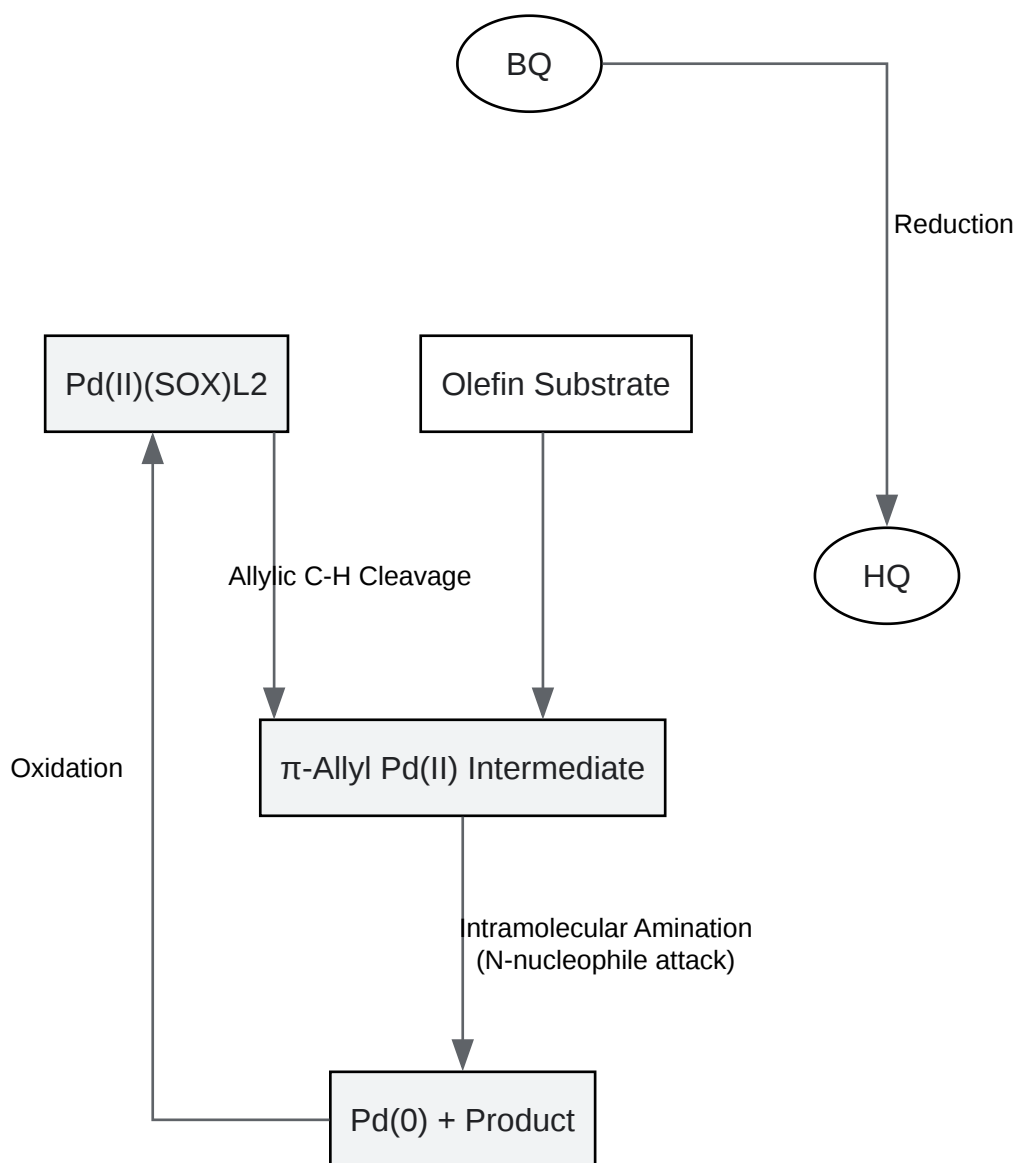 BQ
Reduction
Pd(II)(SOX)L2
Olefin Substrate
Allylic C-H Cleavage
HQ
Oxidation
π-Allyl Pd(II) Intermediate
Intramolecular Amination
(N-nucleophile attack)
Pd(0) + Product